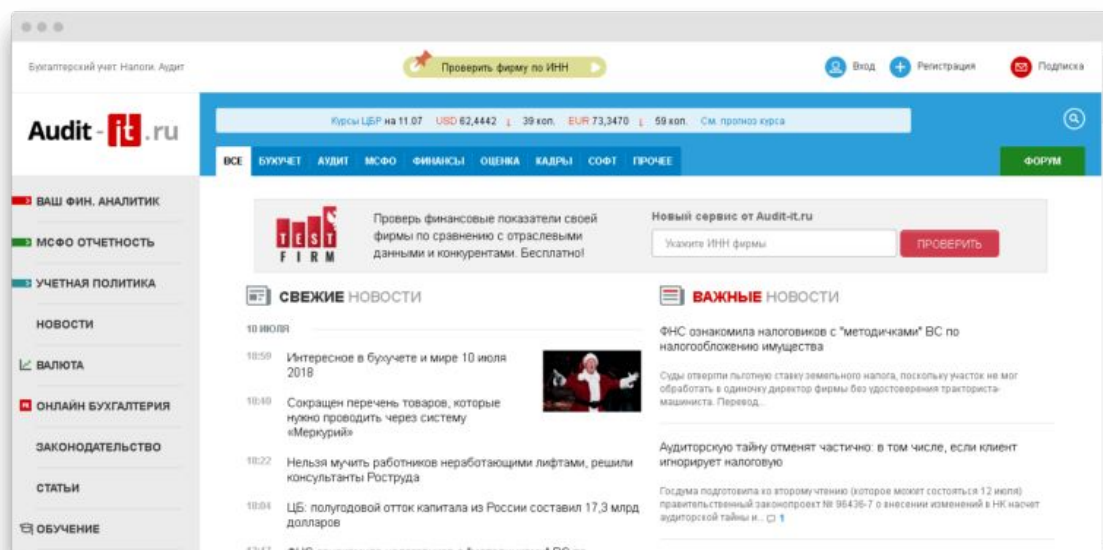 Бухгалтерский учет. Налоги. Аудит
Проверить фирму по ИНН
Вход
Регистрация
Подписка
Audit-it.ru
Курсы ЦБР на 11.07 USD 62,4442 ↓ 39 коп. EUR 73,3470 ↓ 59 коп. См. прогноз курса
ВСЕ БУХУЧЕТ АУДИТ МСФО ФИНАНСЫ ОЦЕНКА КАДРЫ СОФТ ПРОЧЕЕ
ФОРУМ
ВАШ ФИН. АНАЛИТИК
МСФО ОТЧЕТНОСТЬ
УЧЕТНАЯ ПОЛИТИКА
НОВОСТИ
ВАЛЮТА
ОНЛАЙН БУХГАЛТЕРИЯ
ЗАКОНОДАТЕЛЬСТВО
СТАТЬИ
ОБУЧЕНИЕ
TEST
FIRM
Проверь финансовые показатели своей
фирмы по сравнению с отраслевыми
данными и конкурентами. Бесплатно!
Новый сервис от Audit-it.ru
Укажите ИНН фирмы
ПРОВЕРИТЬ
СВЕЖИЕ НОВОСТИ
10 ИЮЛЯ
18:59 Интересное в бухучете и мире 10 июля
2018
18:40 Сокращен перечень товаров, которые
нужно проводить через систему
«Меркурий»
18:22 Нельзя мучить работников неработающими лифтами, решили
консультанты Роструда
18:04 ЦБ: полугодовой отток капитала из России составил 17,3 млрд
долларов
ВАЖНЫЕ НОВОСТИ
ФНС ознакомила налоговиков с "методичками" ВС по
налогообложению имущества
Суды отвергли льготную ставку земельного налога, поскольку участок не мог
обработать в одиночку директор фирмы без удостоверения тракториста-
машиниста. Перевод...
Аудиторскую тайну отменят частично: в том числе, если клиент
игнорирует налоговую
Госдума подготовила ко второму чтению (которое может состояться 12 июля)
правительственный законопроект № 96436-7 о внесении изменений в НК насчет
аудиторской тайны и... 1